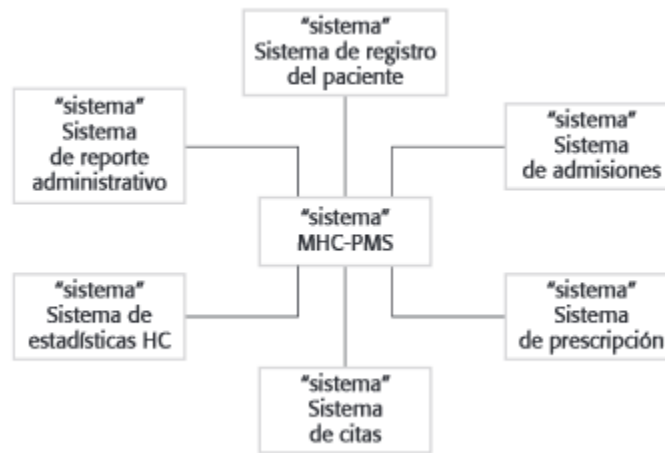 "sistema"
Sistema de registro
del paciente
"sistema"
Sistema
de reporte
administrativo
"sistema"
Sistema
de admisiones
"sistema"
MHC-PMS
"sistema"
Sistema de
estadísticas HC
"sistema"
Sistema
de prescripción
"sistema"
Sistema
de citas